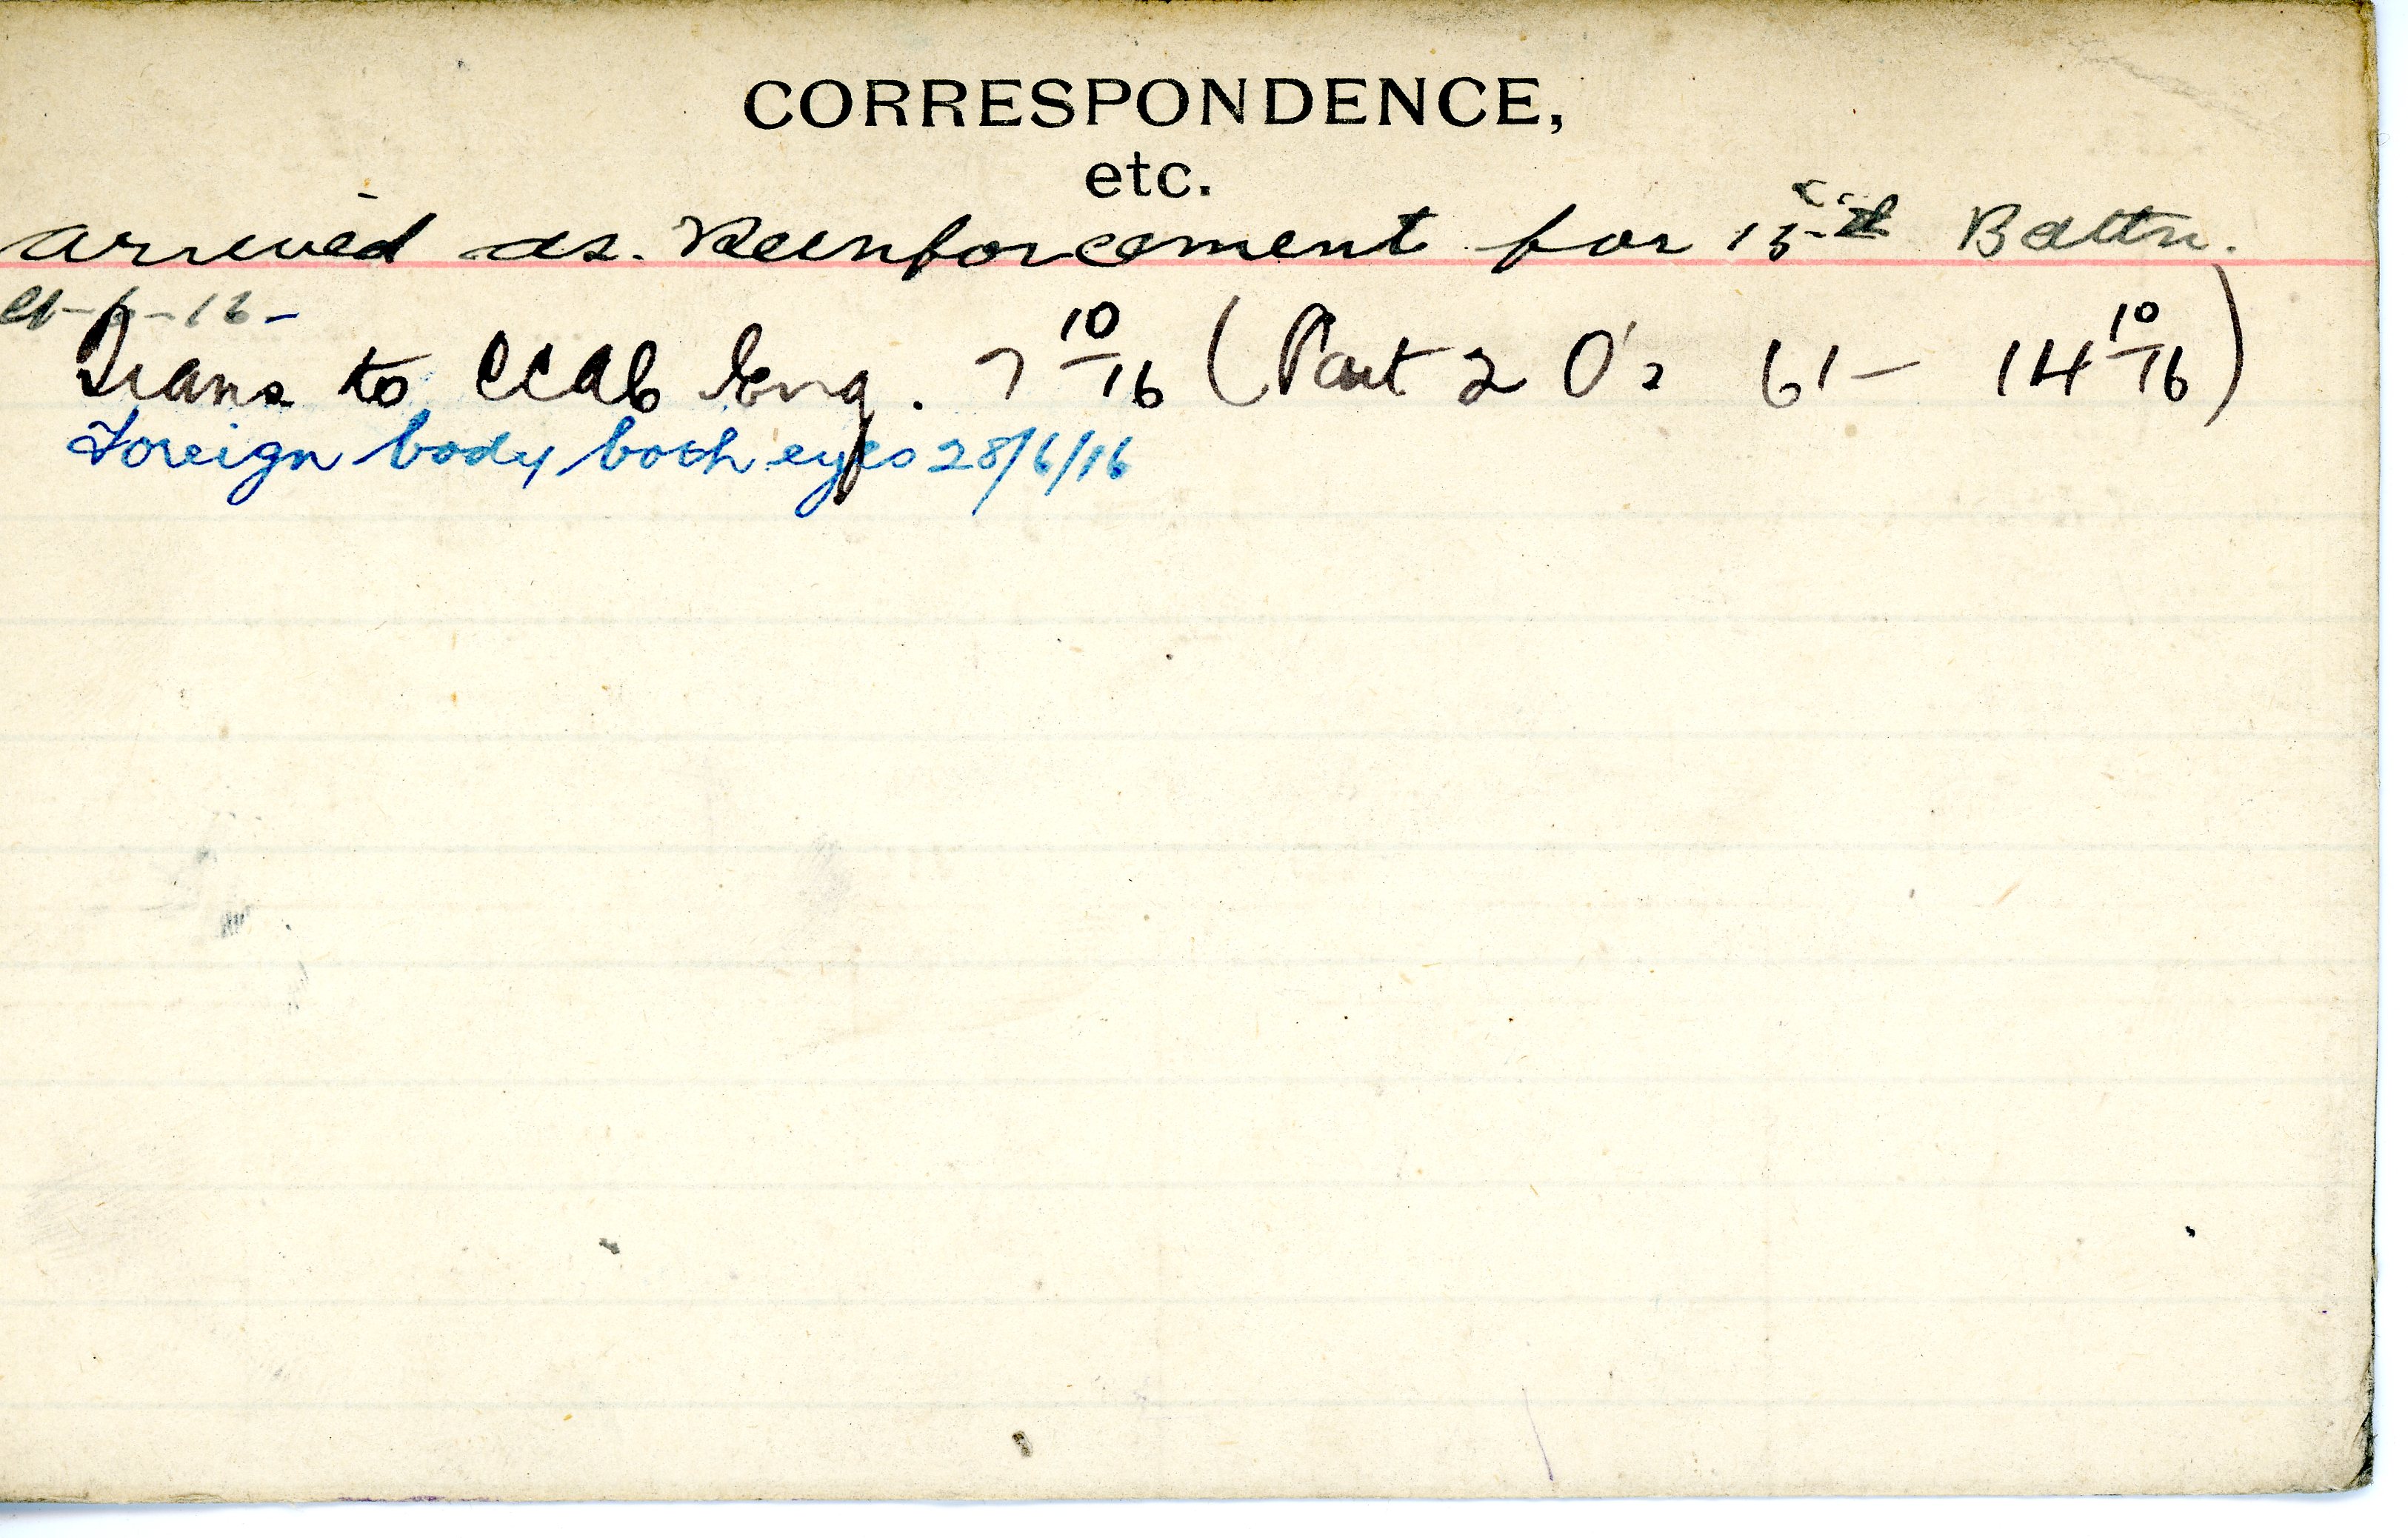 CORRESPONDENCE,
etc.
Arrived as. Reinforcement for 15th Battn.
-6-16-
Trans to CCAC Eng. 7 10/16 (Part 2 O's 61- 14 10/16)
Foreign body both eyes 28/6/16